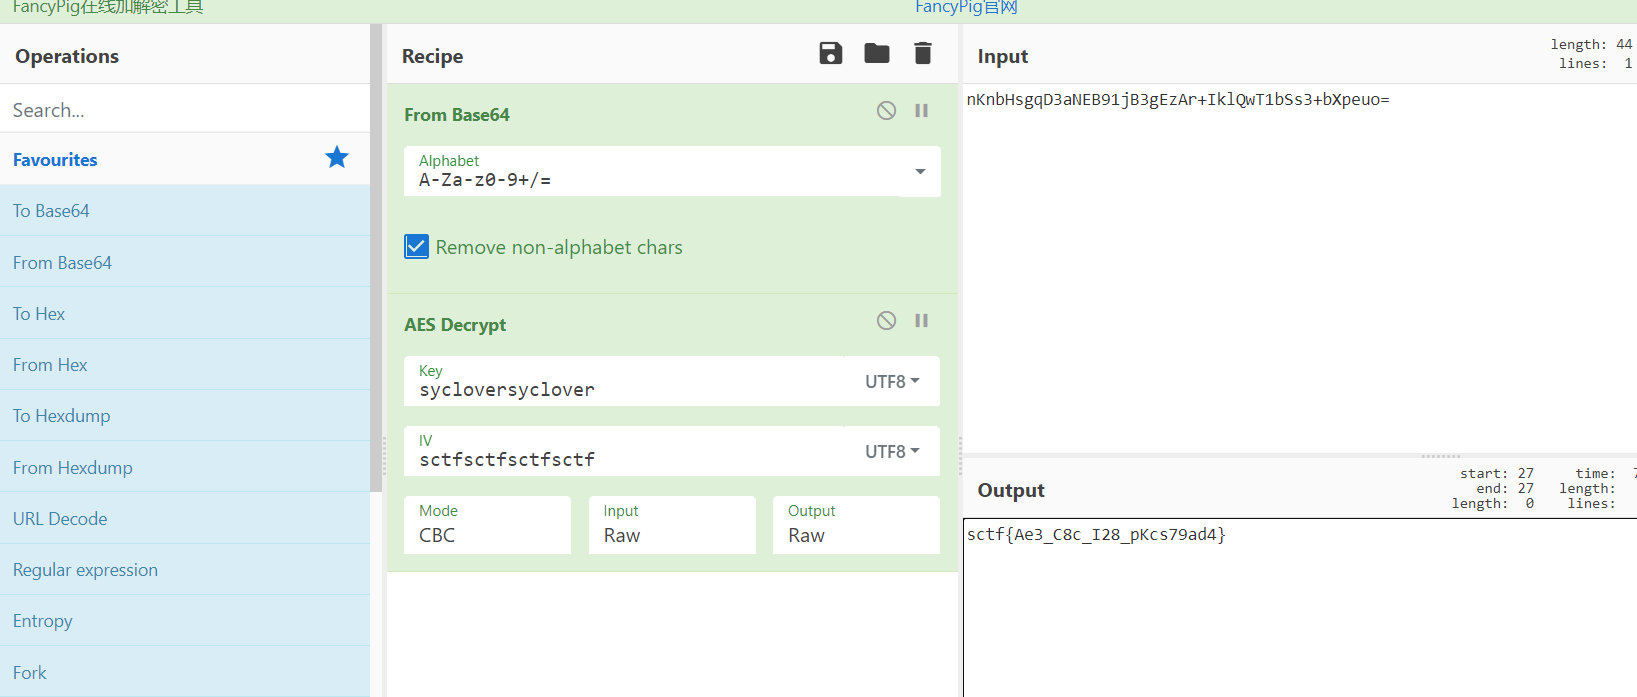 FancyPig在线加解密工具
FancyPig官网
Operations
Search...
Favourites
To Base64
From Base64
To Hex
From Hex
To Hexdump
From Hexdump
URL Decode
Regular expression
Entropy
Fork
Recipe
From Base64
Alphabet
A-Za-z0-9+/=
Remove non-alphabet chars
AES Decrypt
Key
sycloversyclover
UTF8
IV
sctfsctfsctfsctf
UTF8
Mode
CBC
Input
Raw
Output
Raw
Input
length: 44
lines: 1
nKnbHsgqD3aNEB91jB3gEzAr+IklQwT1bSs3+bXpeuo=
Output
start: 27 time: 7
end: 27 length:
length: 0 lines:
sctf{Ae3_C8c_I28_pKcs79ad4}